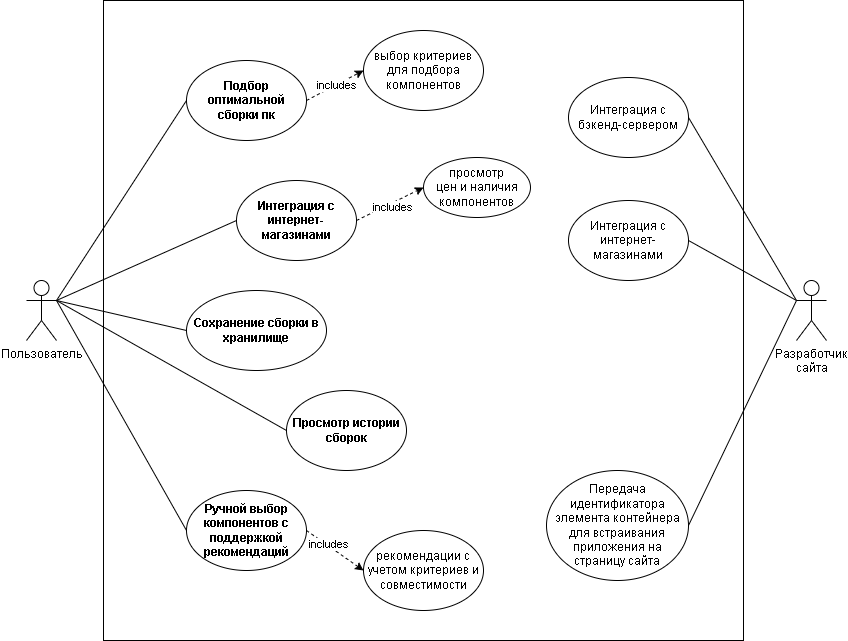 Подбор
оптимальной
сборки пк
includes
выбор критериев
для подбора
компонентов
Интеграция с
интернет-
магазинами
includes
просмотр
цен и наличия
компонентов
Сохранение сборки в
хранилище
Просмотр истории
сборок
Ручной выбор
компонентов с
поддержкой
рекомендаций
includes
рекомендации с
учетом критериев и
совместимости
Пользователь
Интеграция с
бэкенд-сервером
Интеграция с
интернет-
магазинами
Передача
идентификатора
элемента контейнера
для встраивания
приложения на
страницу сайта
Разработчик
сайта